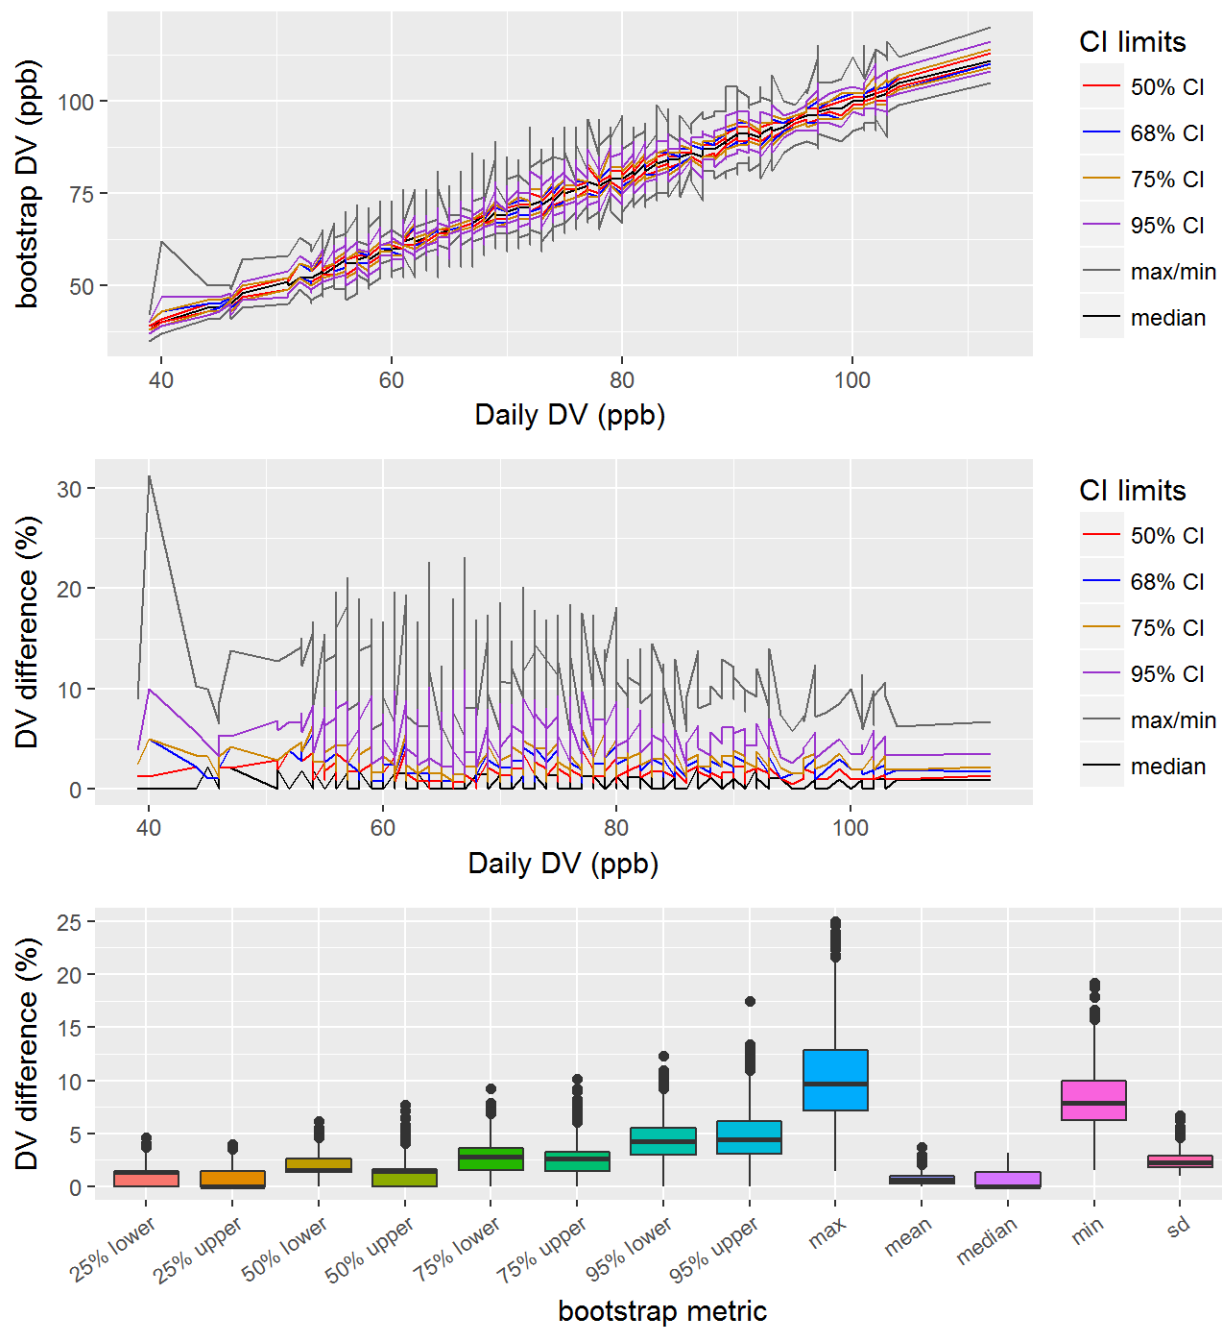 bootstrap DV (ppb)
100
75
50
40
60
80
100
Daily DV (ppb)
CI limits
50% CI
68% CI
75% CI
95% CI
max/min
median
DV difference (%)
30
20
10
0
40
60
80
100
Daily DV (ppb)
CI limits
50% CI
68% CI
75% CI
95% CI
max/min
median
DV difference (%)
25
20
15
10
5
0
25% lower
25% upper
50% lower
50% upper
75% lower
75% upper
95% lower
95% upper
max
mean
median
min
sd
bootstrap metric